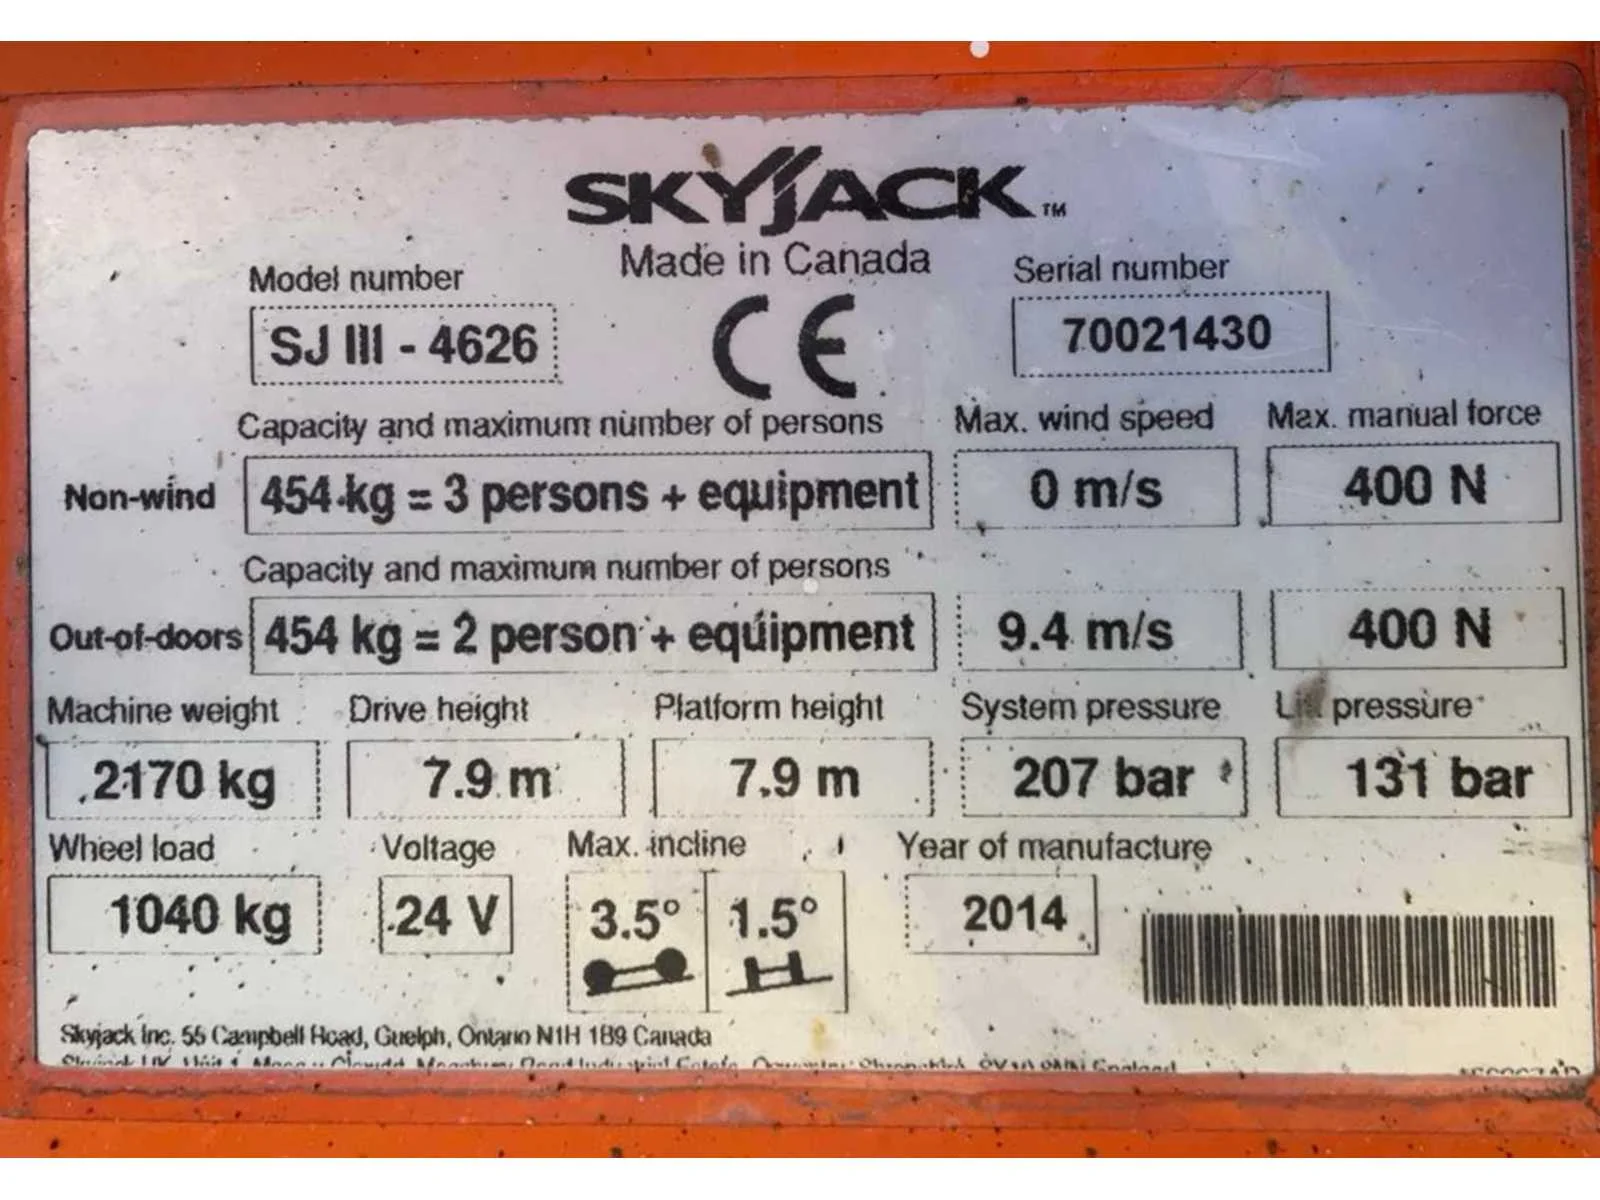 SKYJACK™
Made in Canada
Model number
SJ III - 4626
CE
Serial number
70021430
Capacity and maximum number of persons
Max. wind speed
Max. manual force
Non-wind
454 kg = 3 persons + equipment
0 m/s
400 N
Capacity and maximum number of persons
Out-of-doors
454 kg = 2 person + equipment
9.4 m/s
400 N
Machine weight
Drive height
Platform height
System pressure
Lift pressure
2170 kg
7.9 m
7.9 m
207 bar
131 bar
Wheel load
Voltage
Max. incline
Year of manufacture
1040 kg
24 V
3.5°
1.5°
2014
Skyjack Inc. 55 Campbell Road, Guelph, Ontario N1H 1B9 Canada